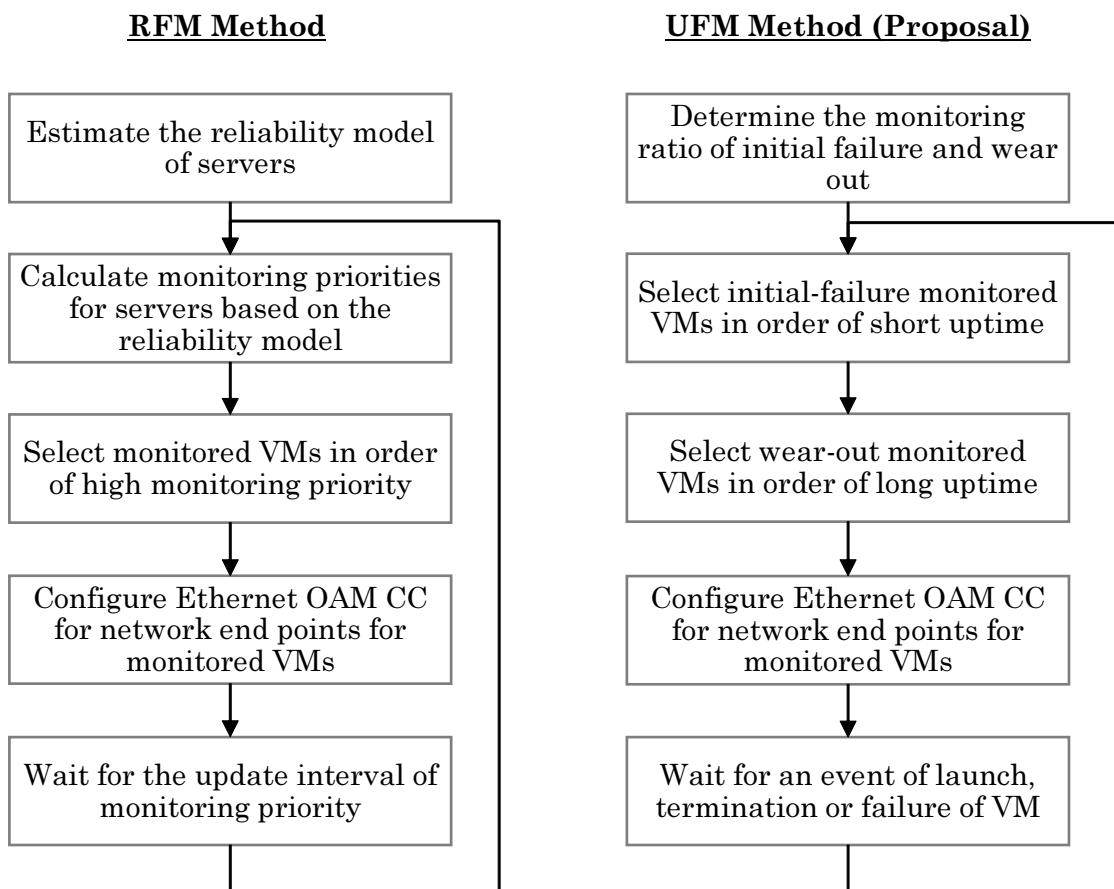 RFM Method
Estimate the reliability model
of servers
Calculate monitoring priorities
for servers based on the
reliability model
Select monitored VMs in order
of high monitoring priority
Configure Ethernet OAM CC
for network end points for
monitored VMs
Wait for the update interval of
monitoring priority
UFM Method (Proposal)
Determine the monitoring
ratio of initial failure and wear
out
Select initial-failure monitored
VMs in order of short uptime
Select wear-out monitored
VMs in order of long uptime
Configure Ethernet OAM CC
for network end points for
monitored VMs
Wait for an event of launch,
termination or failure of VM